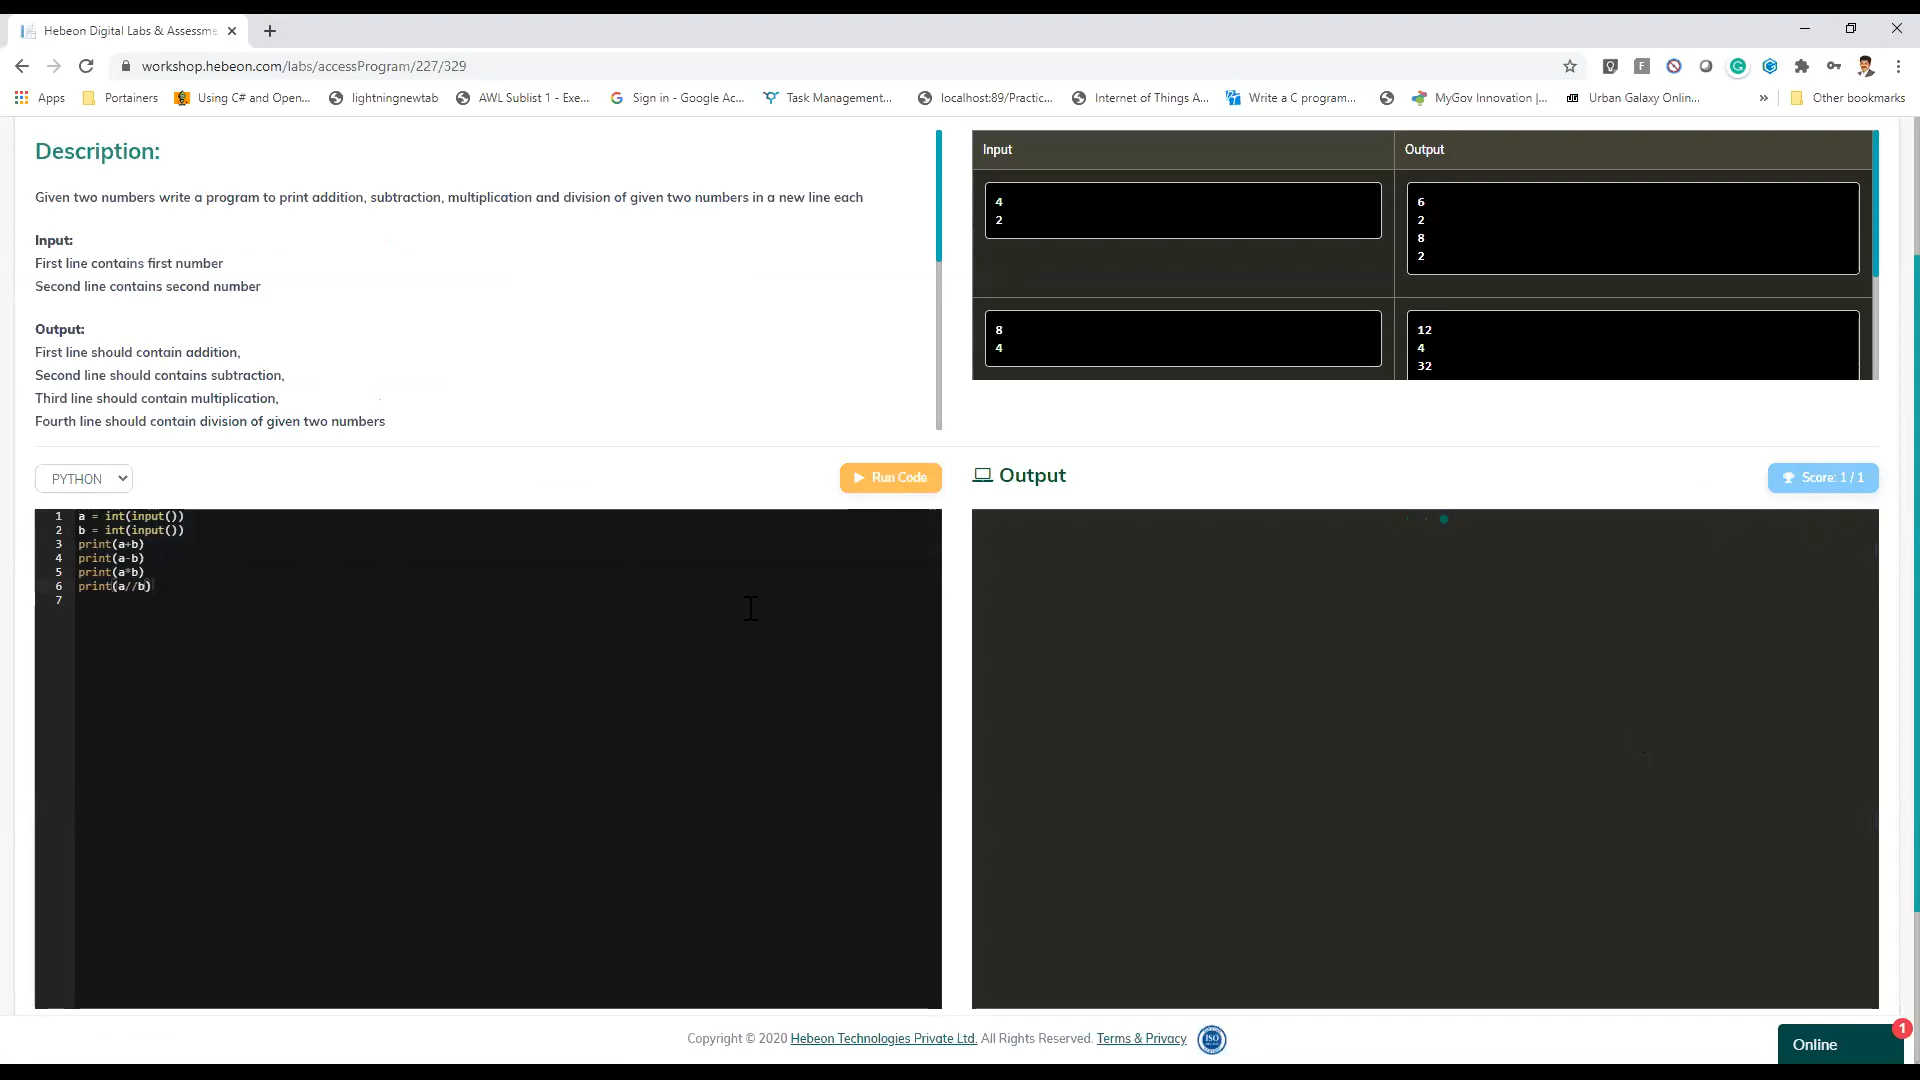 Hebeon Digital Labs & Assessme
workshop.hebeon.com/labs/accessProgram/227/329
Apps
Portainers
Using C# and Open...
lightningnewtab
AWL Sublist 1 - Exe...
Sign in - Google Ac...
Task Management...
localhost:89/Practic...
Internet of Things A...
Write a C program...
MyGov Innovation |...
Urban Galaxy Onlin...
»
Other bookmarks
Description:
Given two numbers write a program to print addition, subtraction, multiplication and division of given two numbers in a new line each
Input:
First line contains first number
Second line contains second number
Output:
First line should contain addition,
Second line should contains subtraction,
Third line should contain multiplication,
Fourth line should contain division of given two numbers
Input
Output
4
2
6
2
8
2
8
4
12
4
32
PYTHON
Run Code
Output
Score: 1 / 1
1 a = int(input())
2 b = int(input())
3 print(a+b)
4 print(a-b)
5 print(a*b)
6 print(a//b)
7
Copyright © 2020 Hebeon Technologies Private Ltd. All Rights Reserved. Terms & Privacy
ISO
Online
1